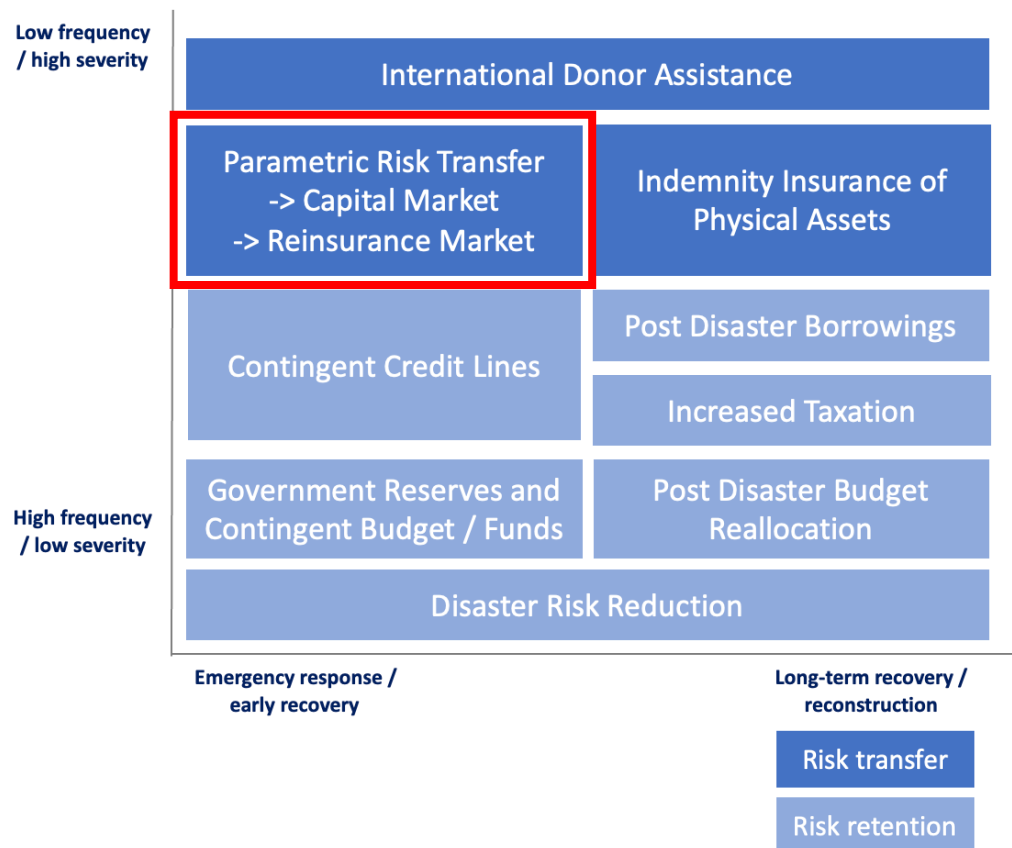 Low frequency
/ high severity
International Donor Assistance
Parametric Risk Transfer
-> Capital Market
-> Reinsurance Market
Indemnity Insurance of
Physical Assets
Contingent Credit Lines
Post Disaster Borrowings
Increased Taxation
High frequency
/ low severity
Government Reserves and
Contingent Budget / Funds
Post Disaster Budget
Reallocation
Disaster Risk Reduction
Emergency response /
early recovery
Long-term recovery /
reconstruction
Risk transfer
Risk retention